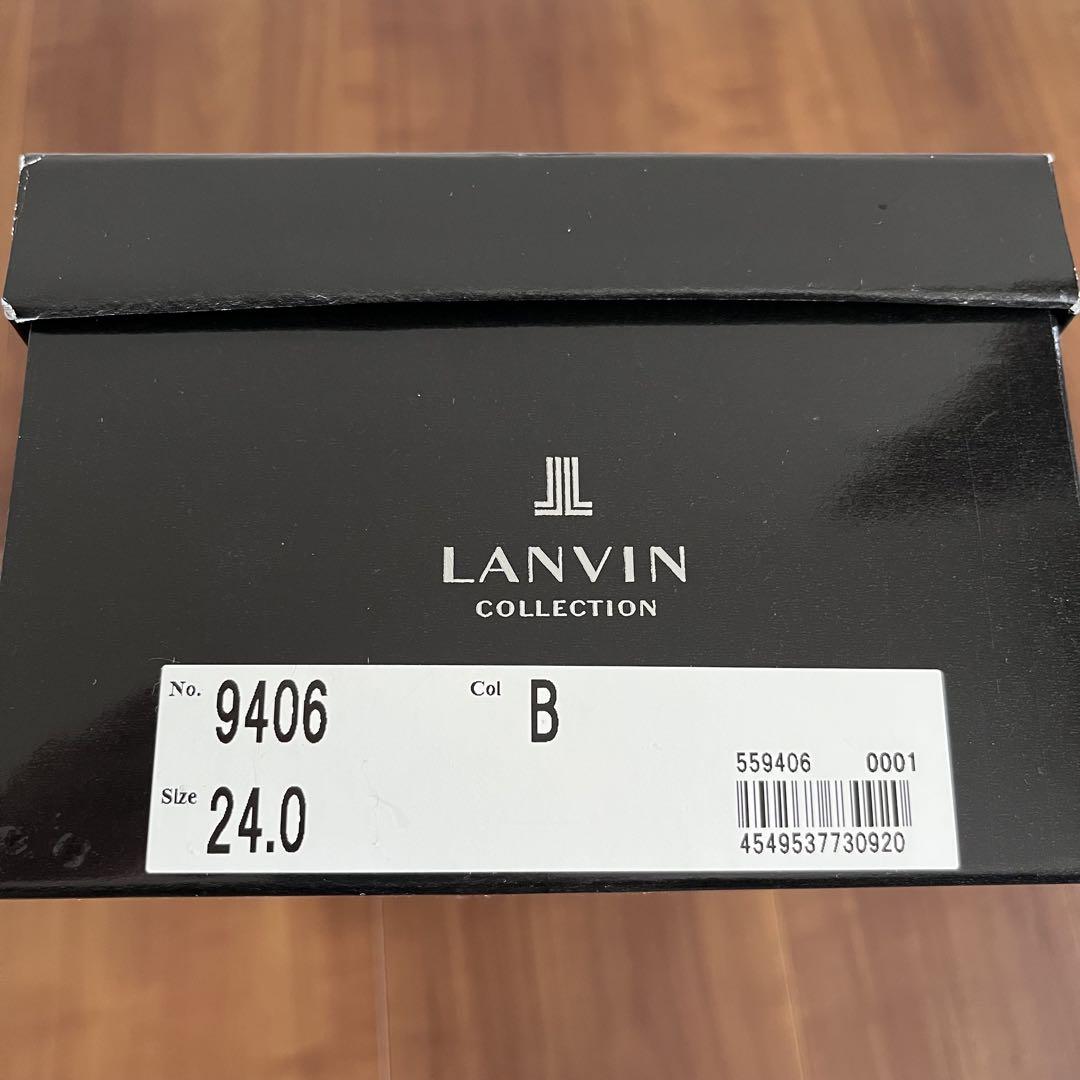 LANVIN
COLLECTION
No. 9406 Col B
559406 0001
Size 24.0
4549537730920